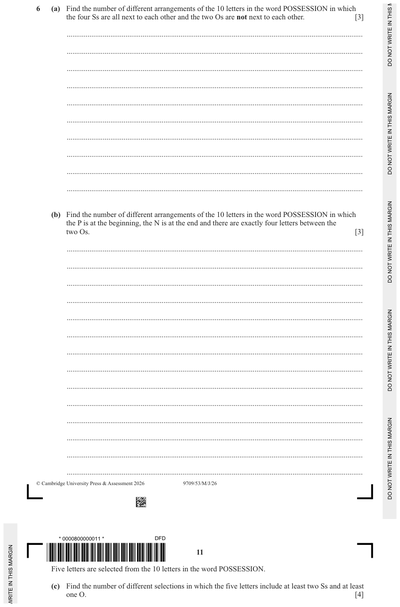 6 (a) Find the number of different arrangements of the 10 letters in the word POSSESSION in which
the four Ss are all next to each other and the two Os are not next to each other. [3]
(b) Find the number of different arrangements of the 10 letters in the word POSSESSION in which
the P is at the beginning, the N is at the end and there are exactly four letters between the
two Os. [3]
© Cambridge University Press & Assessment 2026 9709/53/M/J/26
* 0000800000011 * DFD
11
Five letters are selected from the 10 letters in the word POSSESSION.
(c) Find the number of different selections in which the five letters include at least two Ss and at least
one O. [4]
DO NOT WRITE IN THIS MARGIN
DO NOT WRITE IN THIS MARGIN
DO NOT WRITE IN THIS MARGIN
DO NOT WRITE IN THIS MARGIN
DO NOT WRITE IN THIS MARGIN
WRITE IN THIS MARGIN